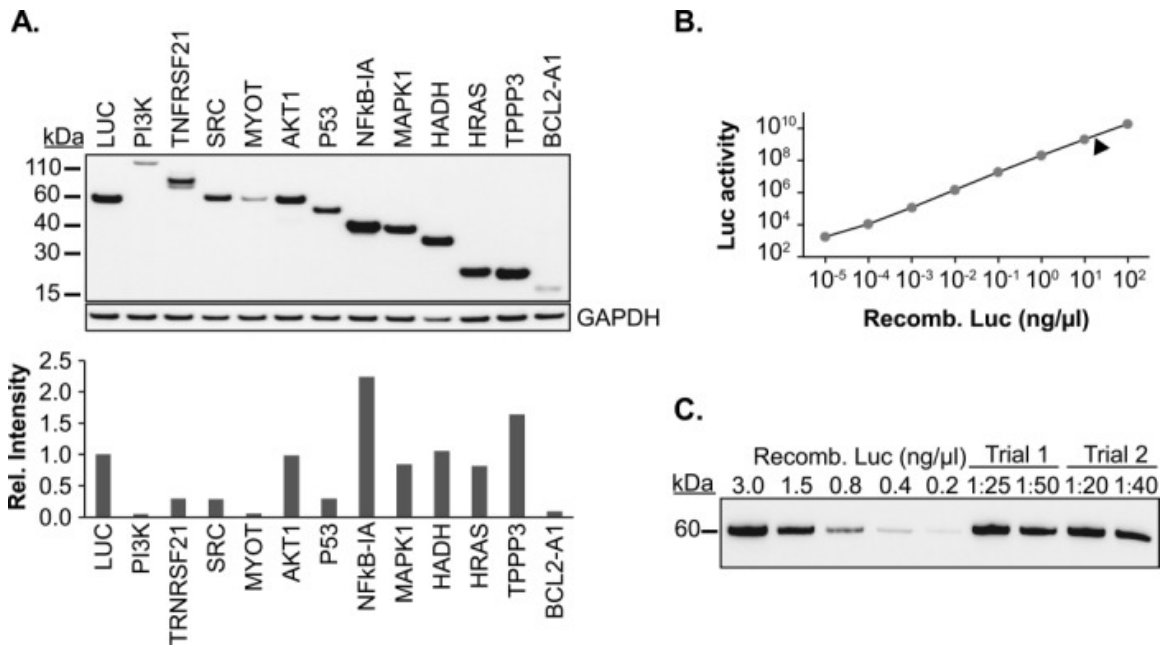 A.
LUC PI3K TNFRSF21 SRC MYOT AKT1 P53 NFkB-IA MAPK1 HADH HRAS TPPP3 BCL2-A1
kDa
110
60
40
30
15
GAPDH
Rel. Intensity
2.5
2.0
1.5
1.0
0.5
0.0
LUC PI3K TRNRSF21 SRC MYOT AKT1 P53 NFkB-IA MAPK1 HADH HRAS TPPP3 BCL2-A1
B.
Luc activity
10¹⁰
10⁸
10⁶
10⁴
10²
10⁻⁵ 10⁻⁴ 10⁻³ 10⁻² 10⁻¹ 10⁰ 10¹ 10²
Recomb. Luc (ng/µl)
C.
Recomb. Luc (ng/µl) Trial 1 Trial 2
kDa 3.0 1.5 0.8 0.4 0.2 1:25 1:50 1:20 1:40
60